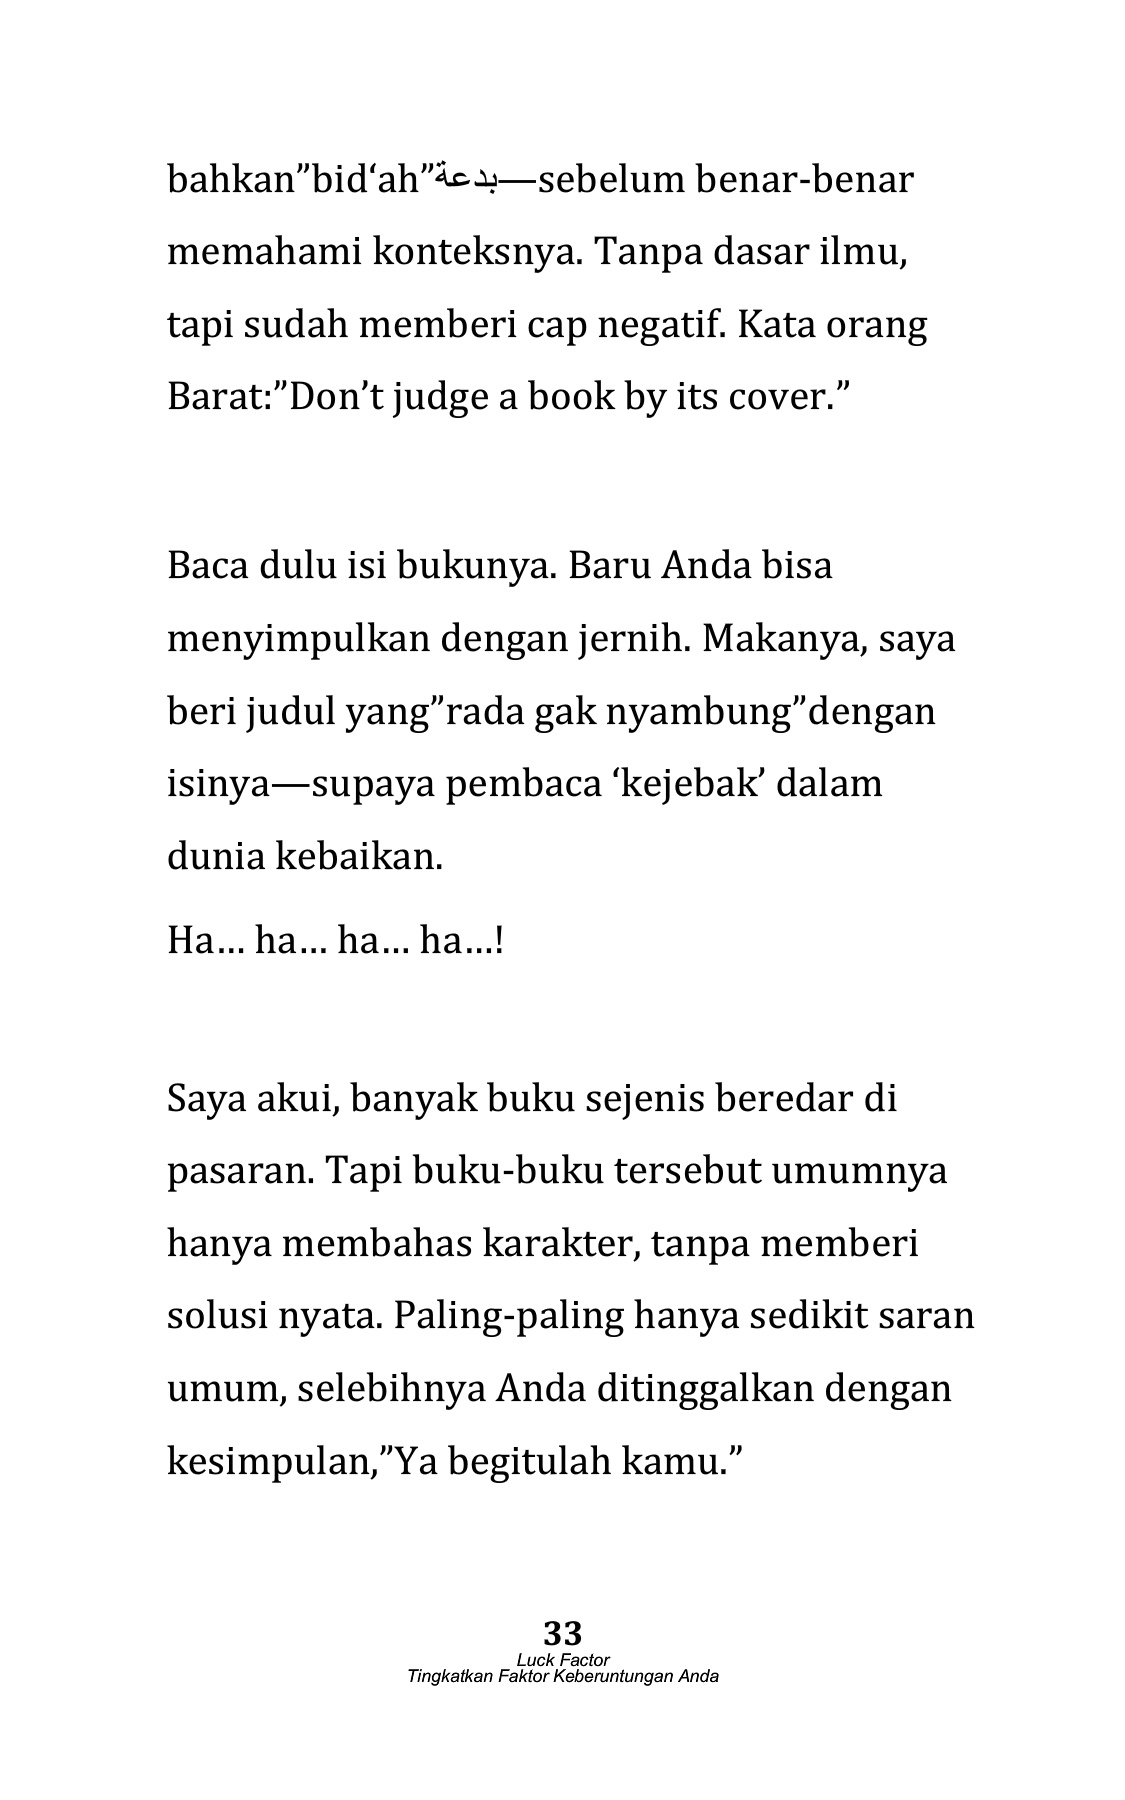 bahkan”bid‘ah”بدعة—sebelum benar-benar
memahami konteksnya. Tanpa dasar ilmu,
tapi sudah memberi cap negatif. Kata orang
Barat:”Don’t judge a book by its cover.”
Baca dulu isi bukunya. Baru Anda bisa
menyimpulkan dengan jernih. Makanya, saya
beri judul yang”rada gak nyambung”dengan
isinya—supaya pembaca ‘kejebak’ dalam
dunia kebaikan.
Ha… ha… ha… ha…!
Saya akui, banyak buku sejenis beredar di
pasaran. Tapi buku-buku tersebut umumnya
hanya membahas karakter, tanpa memberi
solusi nyata. Paling-paling hanya sedikit saran
umum, selebihnya Anda ditinggalkan dengan
kesimpulan,”Ya begitulah kamu.”
33
Luck Factor
Tingkatkan Faktor Keberuntungan Anda